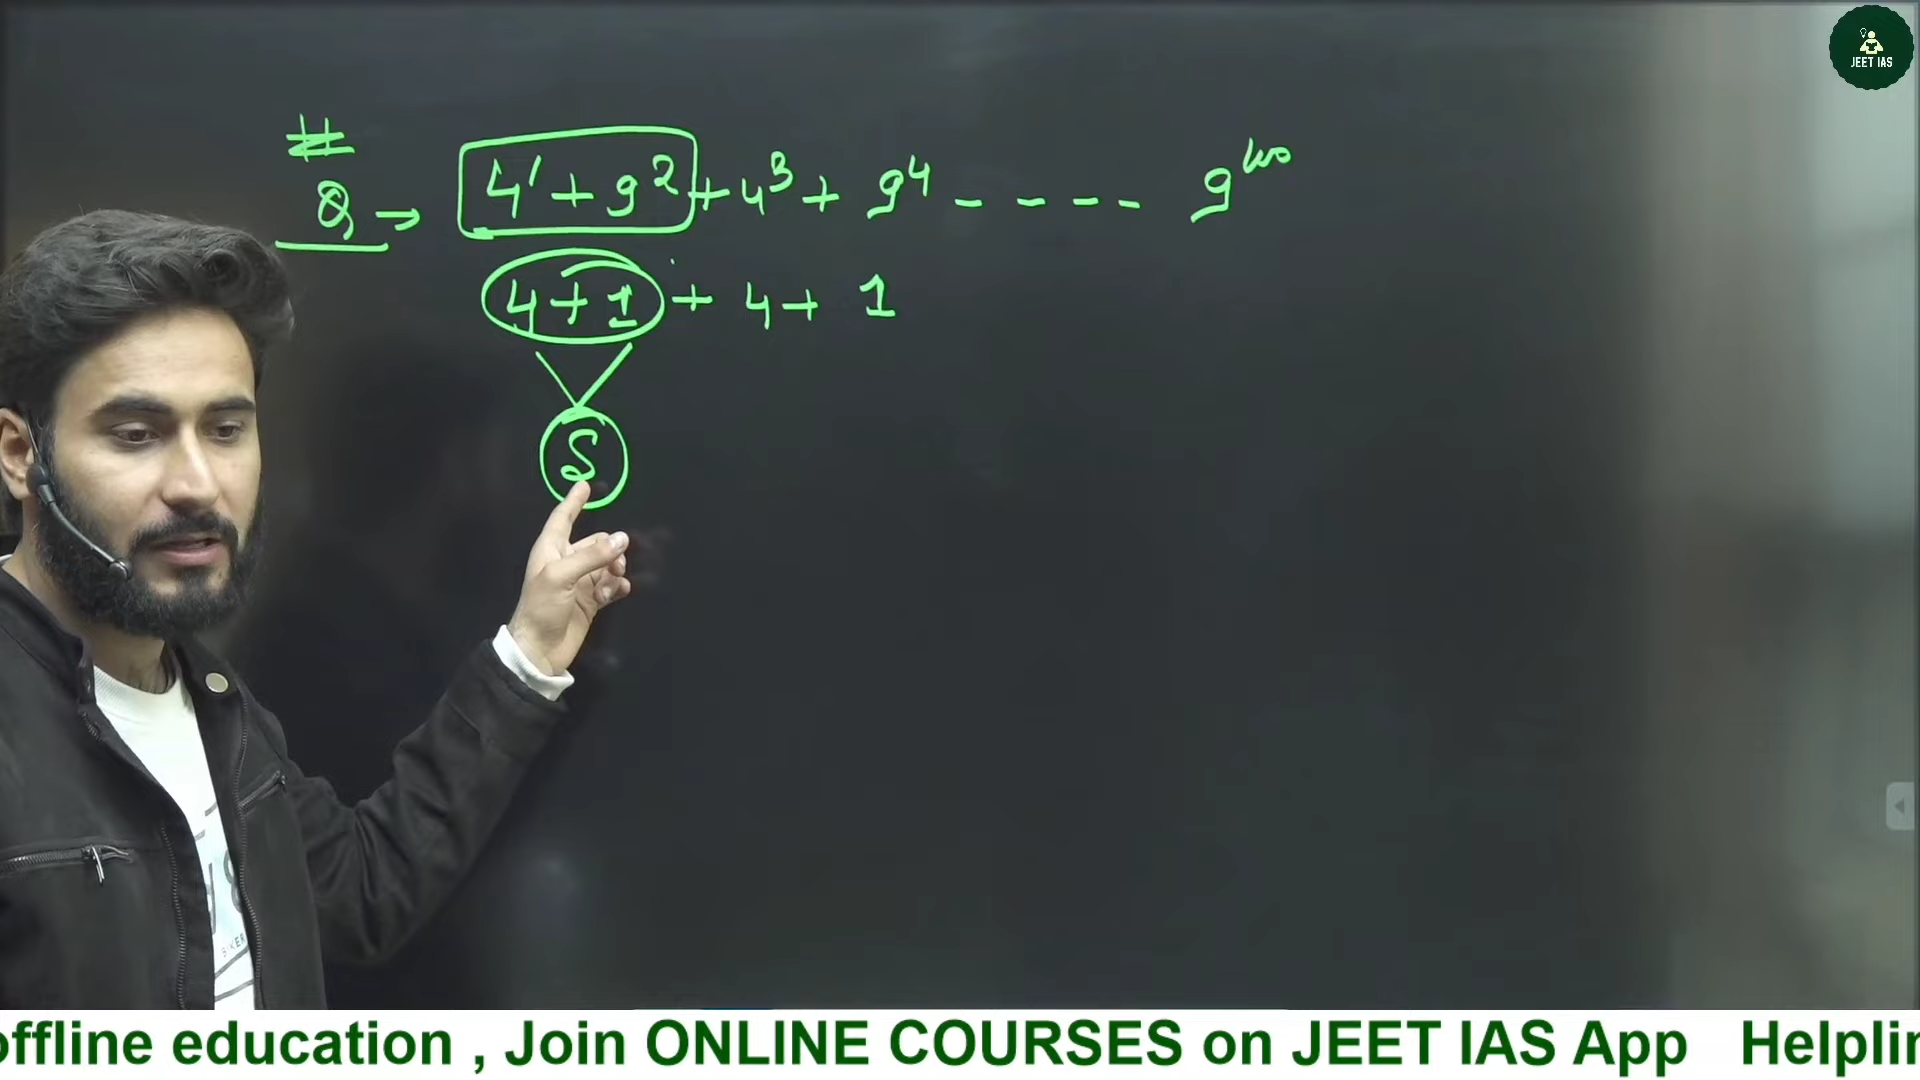 JEET IAS
#
Q → 4¹ + 9² + 4³ + 9⁴ - - - - 9¹⁰⁰
4 + 1 + 4 + 1
5
offline education , Join ONLINE COURSES on JEET IAS App Helplin